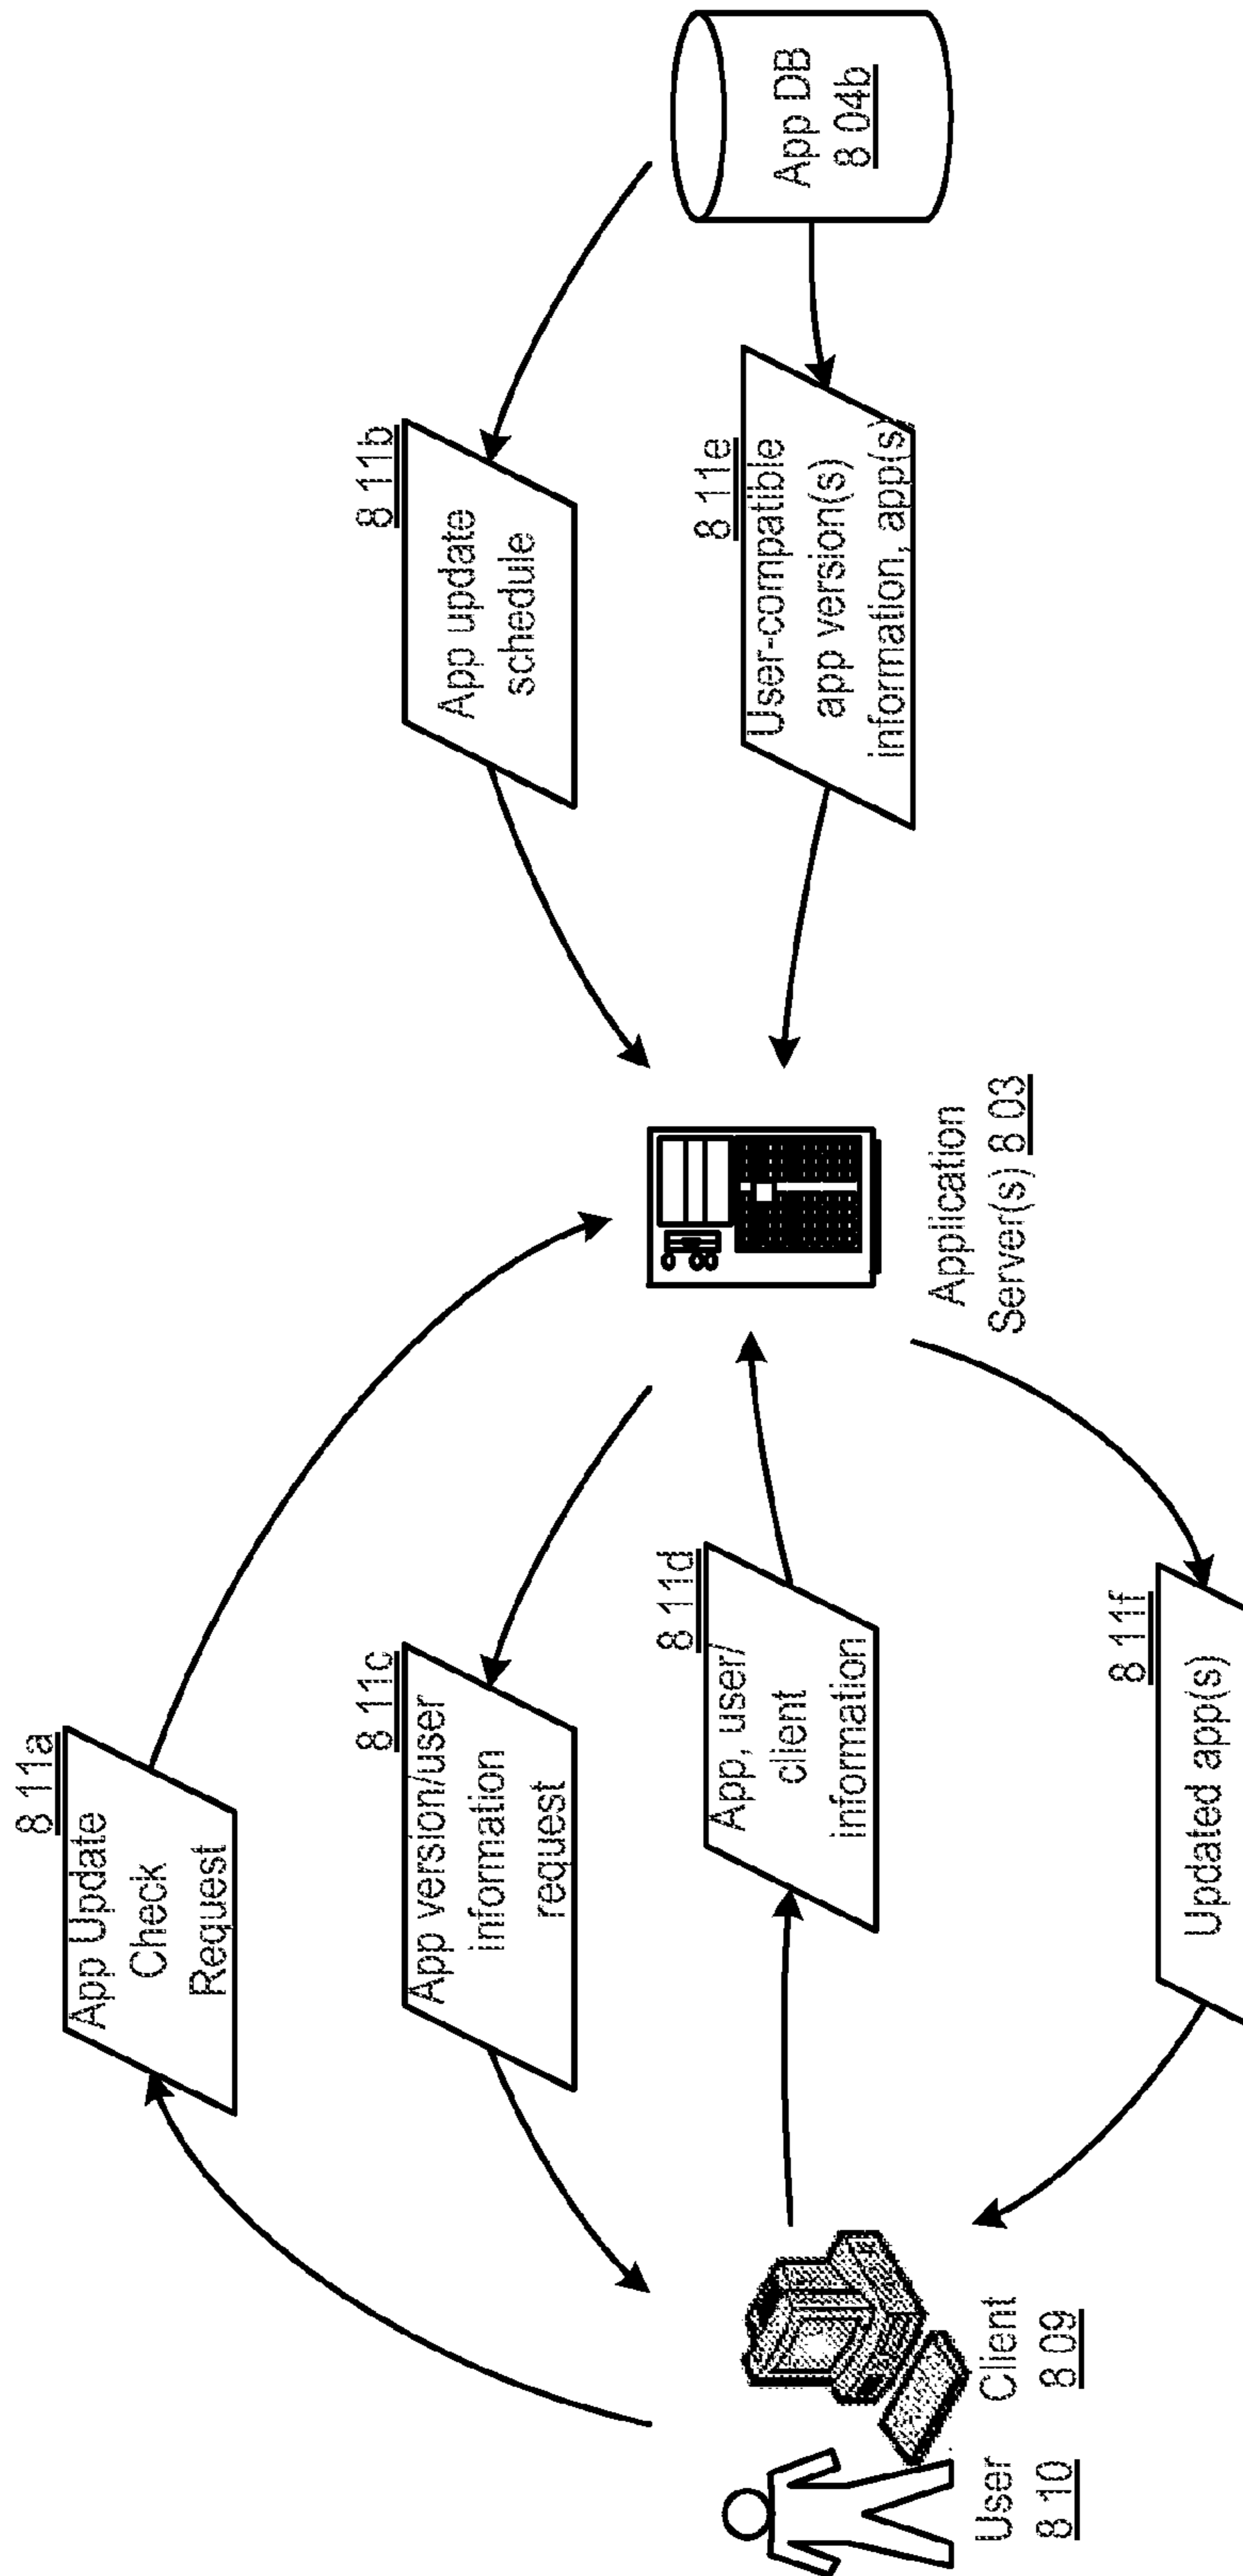 8 11a
App Update
Check
Request
8 11c
App version/user
information
request
8 11d
App, user/
client
information
8 11f
Updated app(s)
User
8 10
Client
8 09
Application
Server(s) 8 03
8 11b
App update
schedule
8 11e
User-compatible
app version(s)
information, app(s)
App DB
8 04b